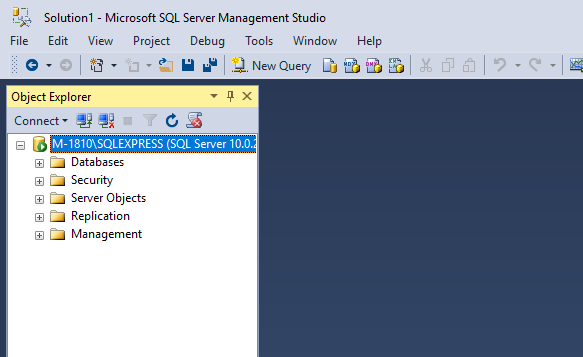 Solution1 - Microsoft SQL Server Management Studio
File Edit View Project Debug Tools Window Help
New Query
Object Explorer
Connect
M-1810\SQLEXPRESS (SQL Server 10.0.2
Databases
Security
Server Objects
Replication
Management